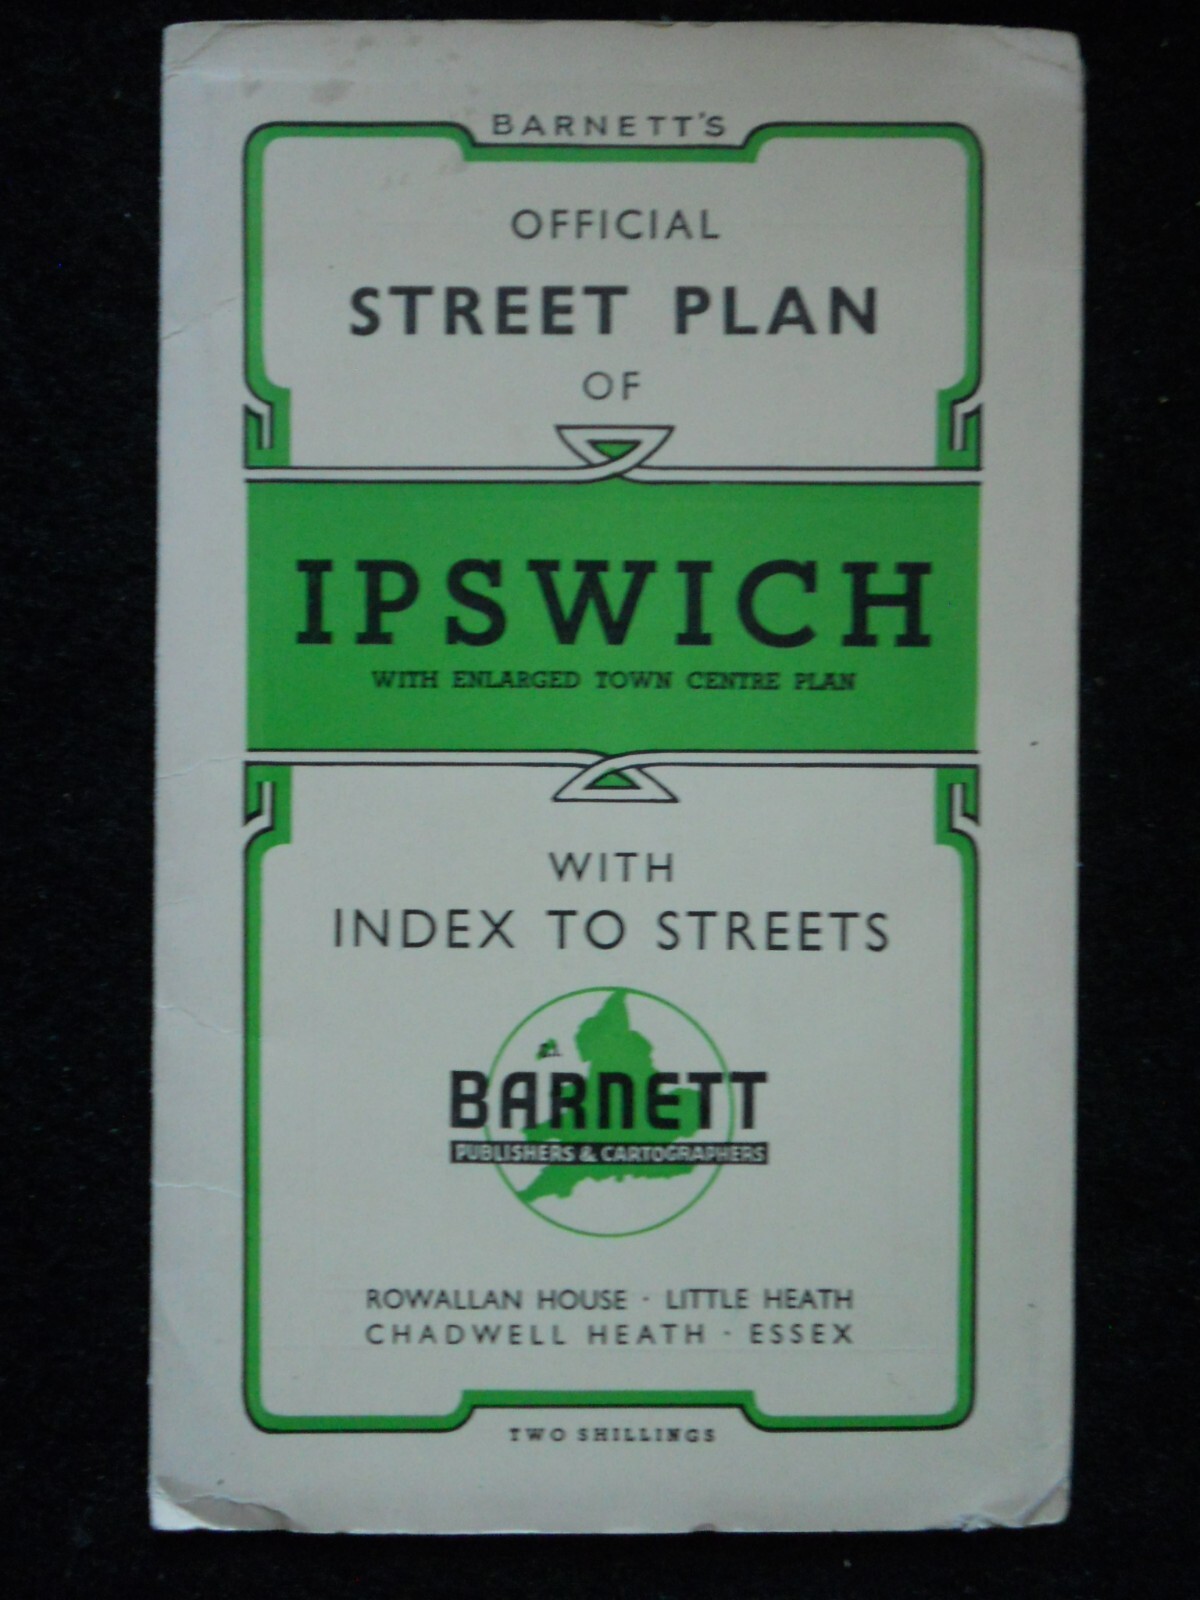 BARNETT'S
OFFICIAL
STREET PLAN
OF
IPSWICH
WITH ENLARGED TOWN CENTRE PLAN
WITH
INDEX TO STREETS
BARNETT
PUBLISHERS & CARTOGRAPHERS
ROWALLAN HOUSE · LITTLE HEATH
CHADWELL HEATH · ESSEX
TWO SHILLINGS